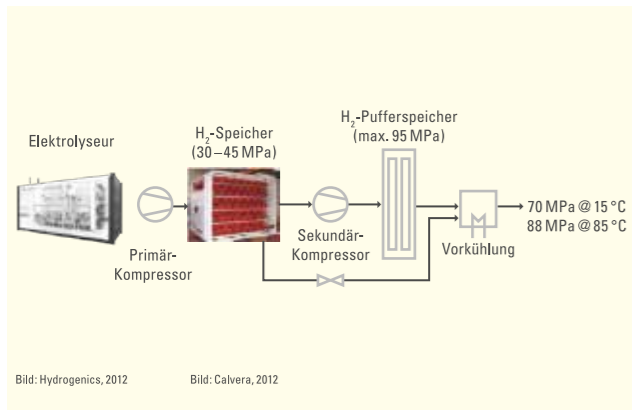 Elektrolyseur
H₂-Speicher
(30–45 MPa)
H₂-Pufferspeicher
(max. 95 MPa)
Primär-
Kompressor
Sekundär-
Kompressor
Vorkühlung
70 MPa @ 15 °C
88 MPa @ 85 °C
Bild: Hydrogenics, 2012
Bild: Calvera, 2012